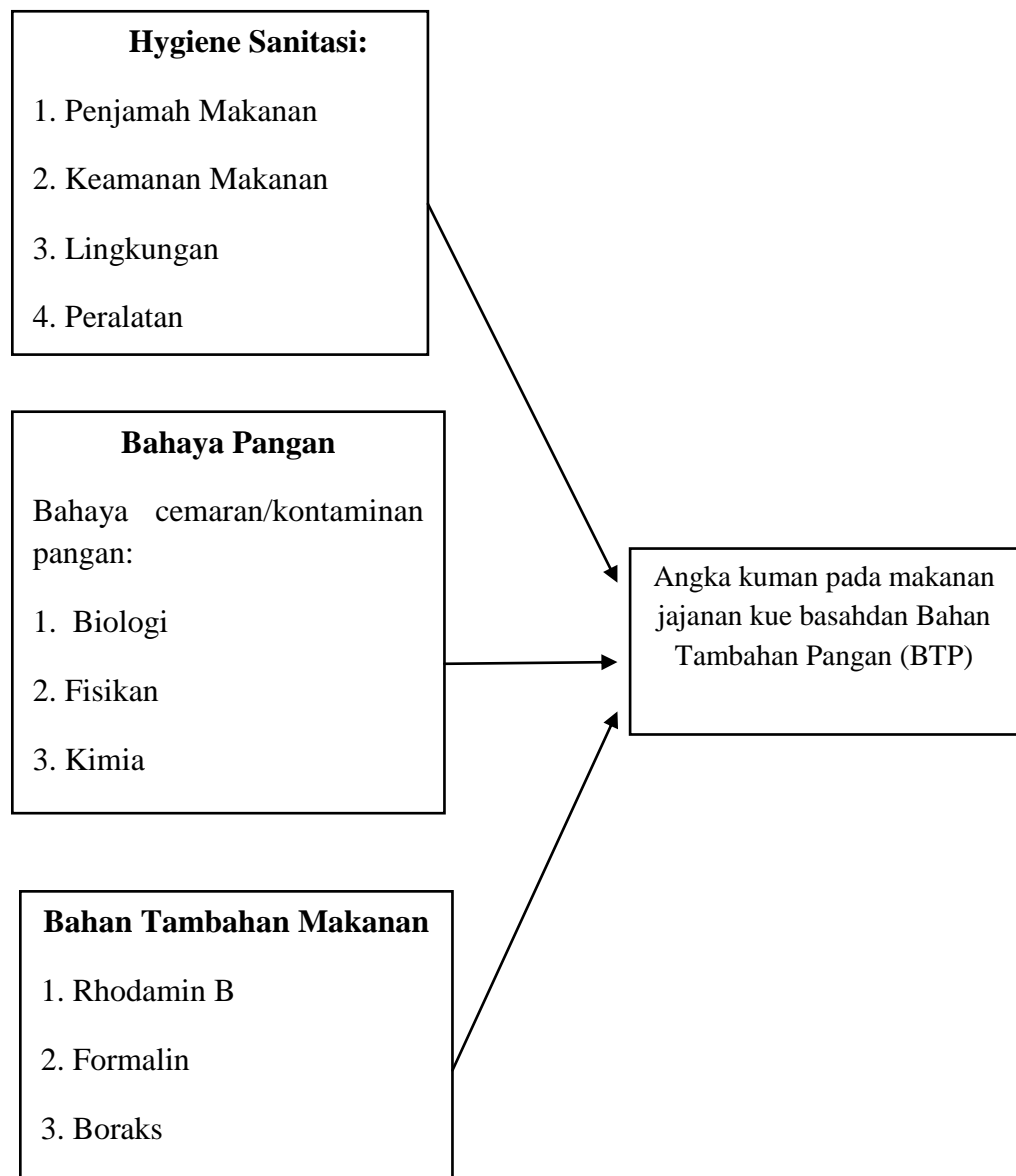 Hygiene Sanitasi:
1. Penjamah Makanan
2. Keamanan Makanan
3. Lingkungan
4. Peralatan
Bahaya Pangan
Bahaya cemaran/kontaminan
pangan:
1. Biologi
2. Fisikan
3. Kimia
Angka kuman pada makanan
jajanan kue basahdan Bahan
Tambahan Pangan (BTP)
Bahan Tambahan Makanan
1. Rhodamin B
2. Formalin
3. Boraks